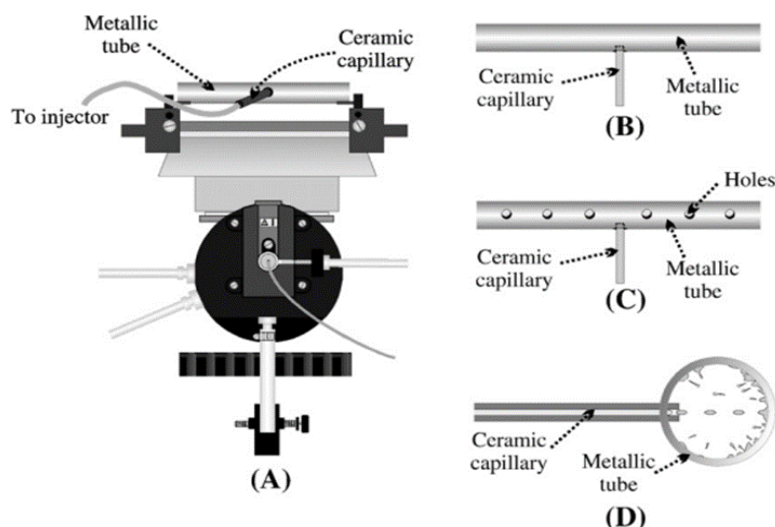 Metallic
tube
Ceramic
capillary
To injector
(A)
Ceramic
capillary
Metallic
tube
(B)
Holes
Ceramic
capillary
Metallic
tube
(C)
Ceramic
capillary
Metallic
tube
(D)